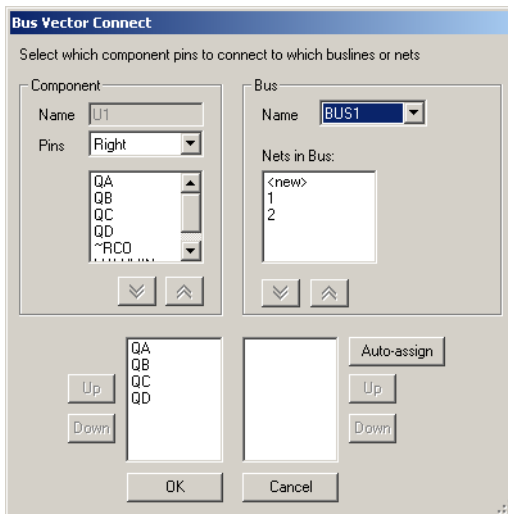 Bus Vector Connect
Select which component pins to connect to which buslines or nets
Component
Name U1
Pins Right
QA
QB
QC
QD
~RCO
Bus
Name BUS1
Nets in Bus:
<new>
1
2
QA
QB
QC
QD
Up
Down
Auto-assign
Up
Down
OK Cancel